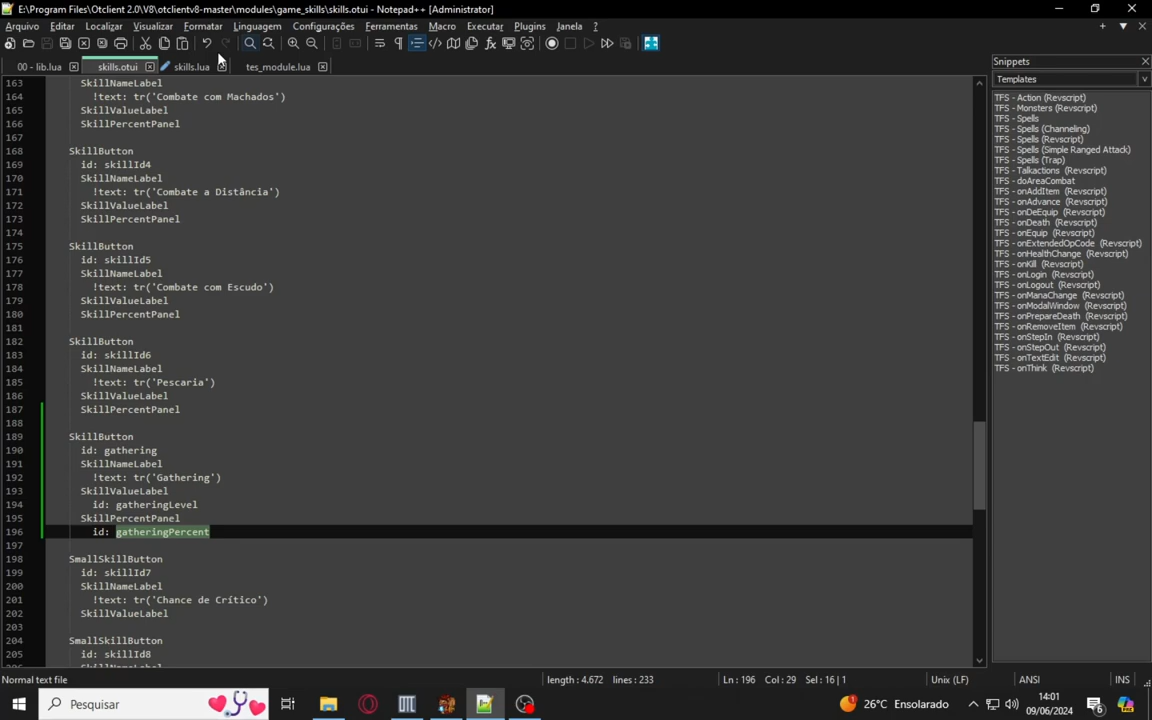 E:\Program Files\Otclient 2.0\V8\otclientv8-master\modules\game_skills\skills.otui - Notepad++ [Administrator]
Arquivo Editar Localizar Visualizar Formatar Linguagem Configurações Ferramentas Macro Executar Plugins Janela ?
00 - lib.lua skills.otui skills.lua tes_module.lua
Snippets
Templates
TFS - Action (Revscript)
TFS - Monsters (Revscript)
TFS - Spells
TFS - Spells (Channeling)
TFS - Spells (Revscript)
TFS - Spells (Simple Ranged Attack)
TFS - Spells (Trap)
TFS - Talkactions (Revscript)
TFS - doAreaCombat
TFS - onAddItem (Revscript)
TFS - onAdvance (Revscript)
TFS - onDeEquip (Revscript)
TFS - onDeath (Revscript)
TFS - onEquip (Revscript)
TFS - onExtendedOpCode (Revscript)
TFS - onHealthChange (Revscript)
TFS - onKill (Revscript)
TFS - onLogin (Revscript)
TFS - onLogout (Revscript)
TFS - onManaChange (Revscript)
TFS - onModalWindow (Revscript)
TFS - onPrepareDeath (Revscript)
TFS - onRemoveItem (Revscript)
TFS - onStepIn (Revscript)
TFS - onStepOut (Revscript)
TFS - onTextEdit (Revscript)
TFS - onThink (Revscript)
163 SkillNameLabel
164 !text: tr('Combate com Machados')
165 SkillValueLabel
166 SkillPercentPanel
167
168 SkillButton
169 id: skillId4
170 SkillNameLabel
171 !text: tr('Combate a Distância')
172 SkillValueLabel
173 SkillPercentPanel
174
175 SkillButton
176 id: skillId5
177 SkillNameLabel
178 !text: tr('Combate com Escudo')
179 SkillValueLabel
180 SkillPercentPanel
181
182 SkillButton
183 id: skillId6
184 SkillNameLabel
185 !text: tr('Pescaria')
186 SkillValueLabel
187 SkillPercentPanel
188
189 SkillButton
190 id: gathering
191 SkillNameLabel
192 !text: tr('Gathering')
193 SkillValueLabel
194 id: gatheringLevel
195 SkillPercentPanel
196 id: gatheringPercent
197
198 SmallSkillButton
199 id: skillId7
200 SkillNameLabel
201 !text: tr('Chance de Crítico')
202 SkillValueLabel
203
204 SmallSkillButton
205 id: skillId8
SkillNameLabel
Normal text file length : 4.672 lines : 233 Ln : 196 Col : 29 Sel : 16 | 1 Unix (LF) ANSI INS
Pesquisar 26°C Ensolarado 14:01
09/06/2024 6